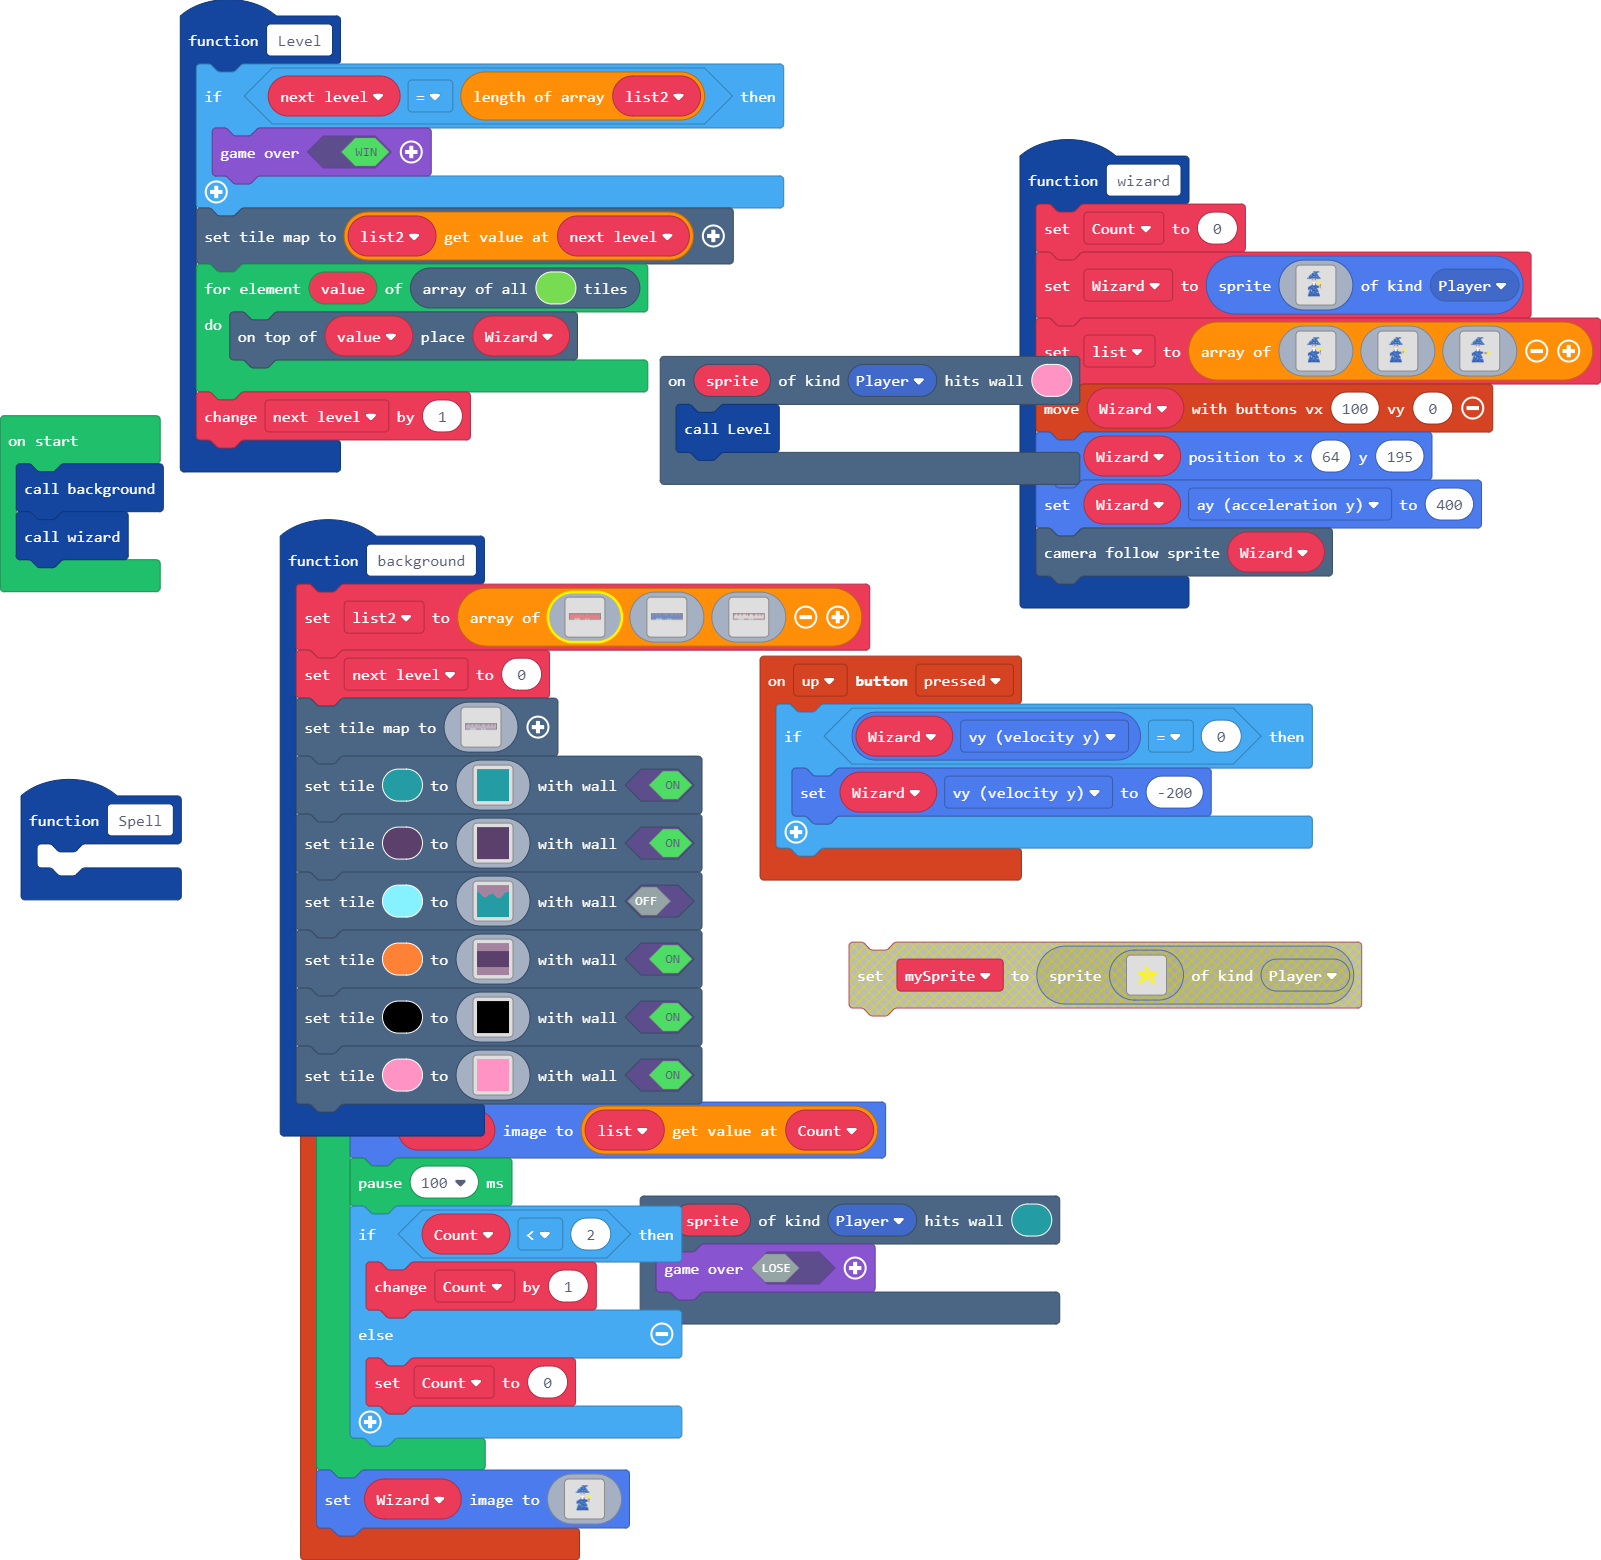 function Level
if next level = length of array list2 then
game over WIN
set tile map to list2 get value at next level
for element value of array of all tiles
do on top of value place Wizard
change next level by 1
on start
call background
call wizard
function wizard
set Count to 0
set Wizard to sprite of kind Player
set list to array of
move Wizard with buttons vx 100 vy 0
Wizard position to x 64 y 195
set Wizard ay (acceleration y) to 400
camera follow sprite Wizard
on sprite of kind Player hits wall
call Level
function background
set list2 to array of
set next level to 0
set tile map to
set tile to with wall ON
set tile to with wall ON
set tile to with wall OFF
set tile to with wall ON
set tile to with wall ON
set tile to with wall ON
on up button pressed
if Wizard vy (velocity y) = 0 then
set Wizard vy (velocity y) to -200
function Spell
set mySprite to sprite of kind Player
image to list get value at Count
pause 100 ms
if Count < 2 then
change Count by 1
else
set Count to 0
set Wizard image to
sprite of kind Player hits wall
game over LOSE